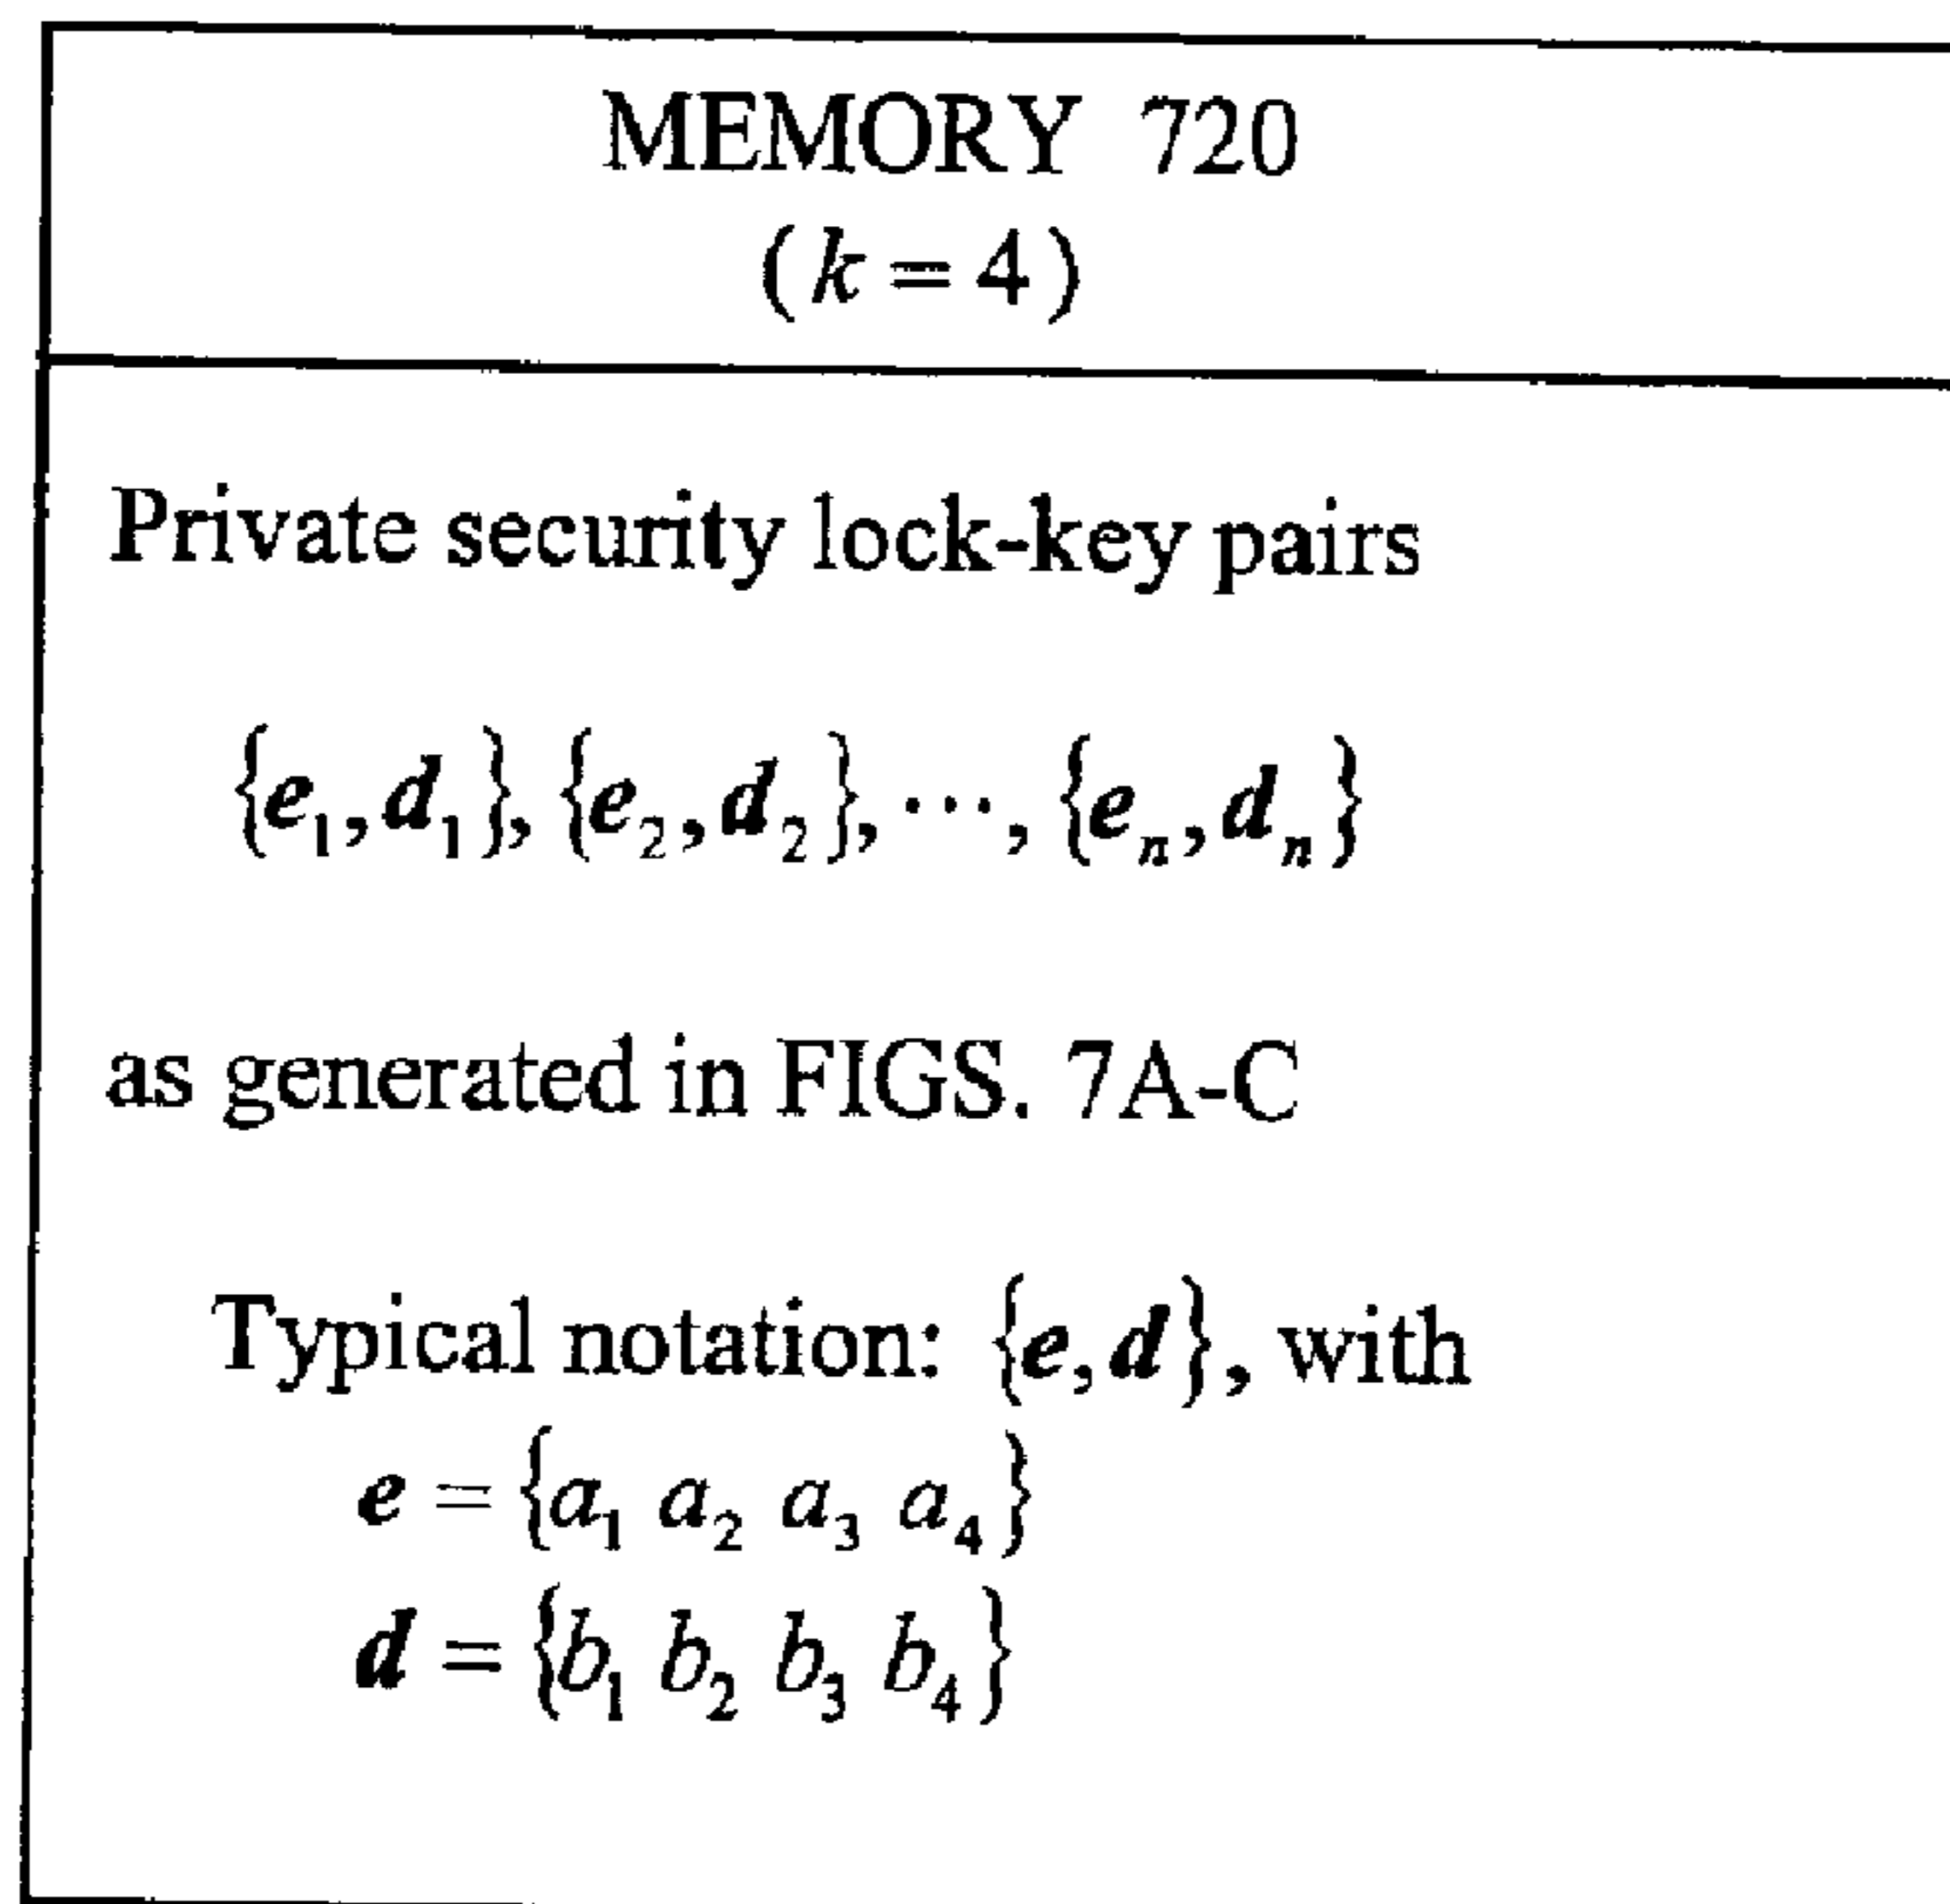 MEMORY 720
(k = 4)
Private security lock-key pairs
{e₁, d₁}, {e₂, d₂}, ⋯, {eₙ, dₙ}
as generated in FIGS. 7A-C
Typical notation: {e, d}, with
e = {a₁ a₂ a₃ a₄}
d = {b₁ b₂ b₃ b₄}